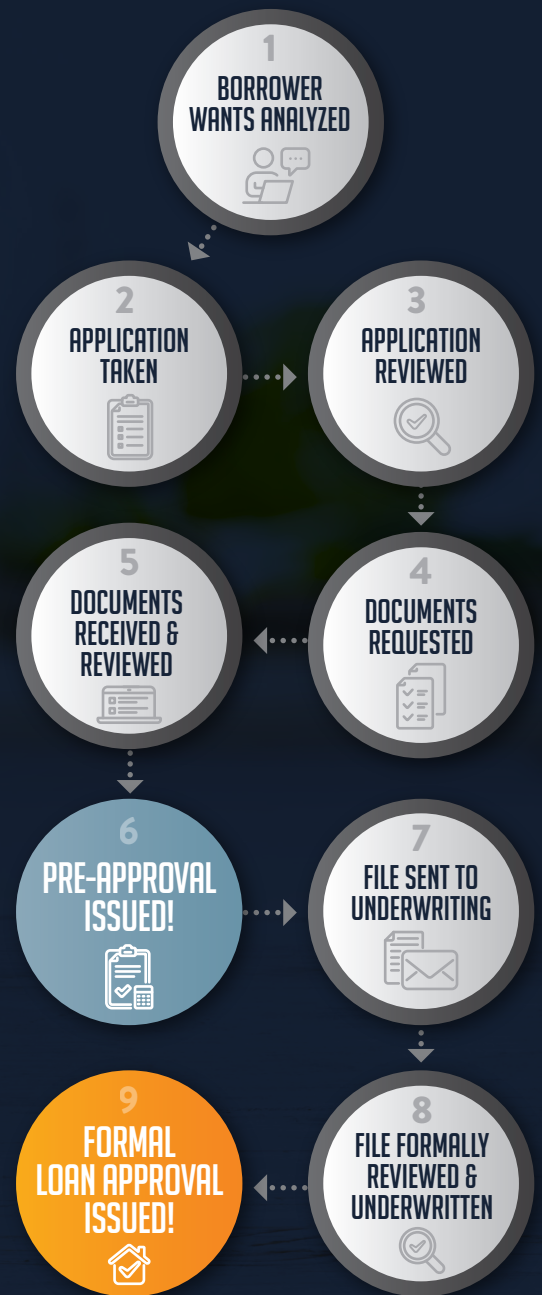 1
BORROWER
WANTS ANALYZED
2
APPLICATION
TAKEN
3
APPLICATION
REVIEWED
4
DOCUMENTS
REQUESTED
5
DOCUMENTS
RECEIVED &
REVIEWED
6
PRE-APPROVAL
ISSUED!
7
FILE SENT TO
UNDERWRITING
8
FILE FORMALLY
REVIEWED &
UNDERWRITTEN
9
FORMAL
LOAN APPROVAL
ISSUED!